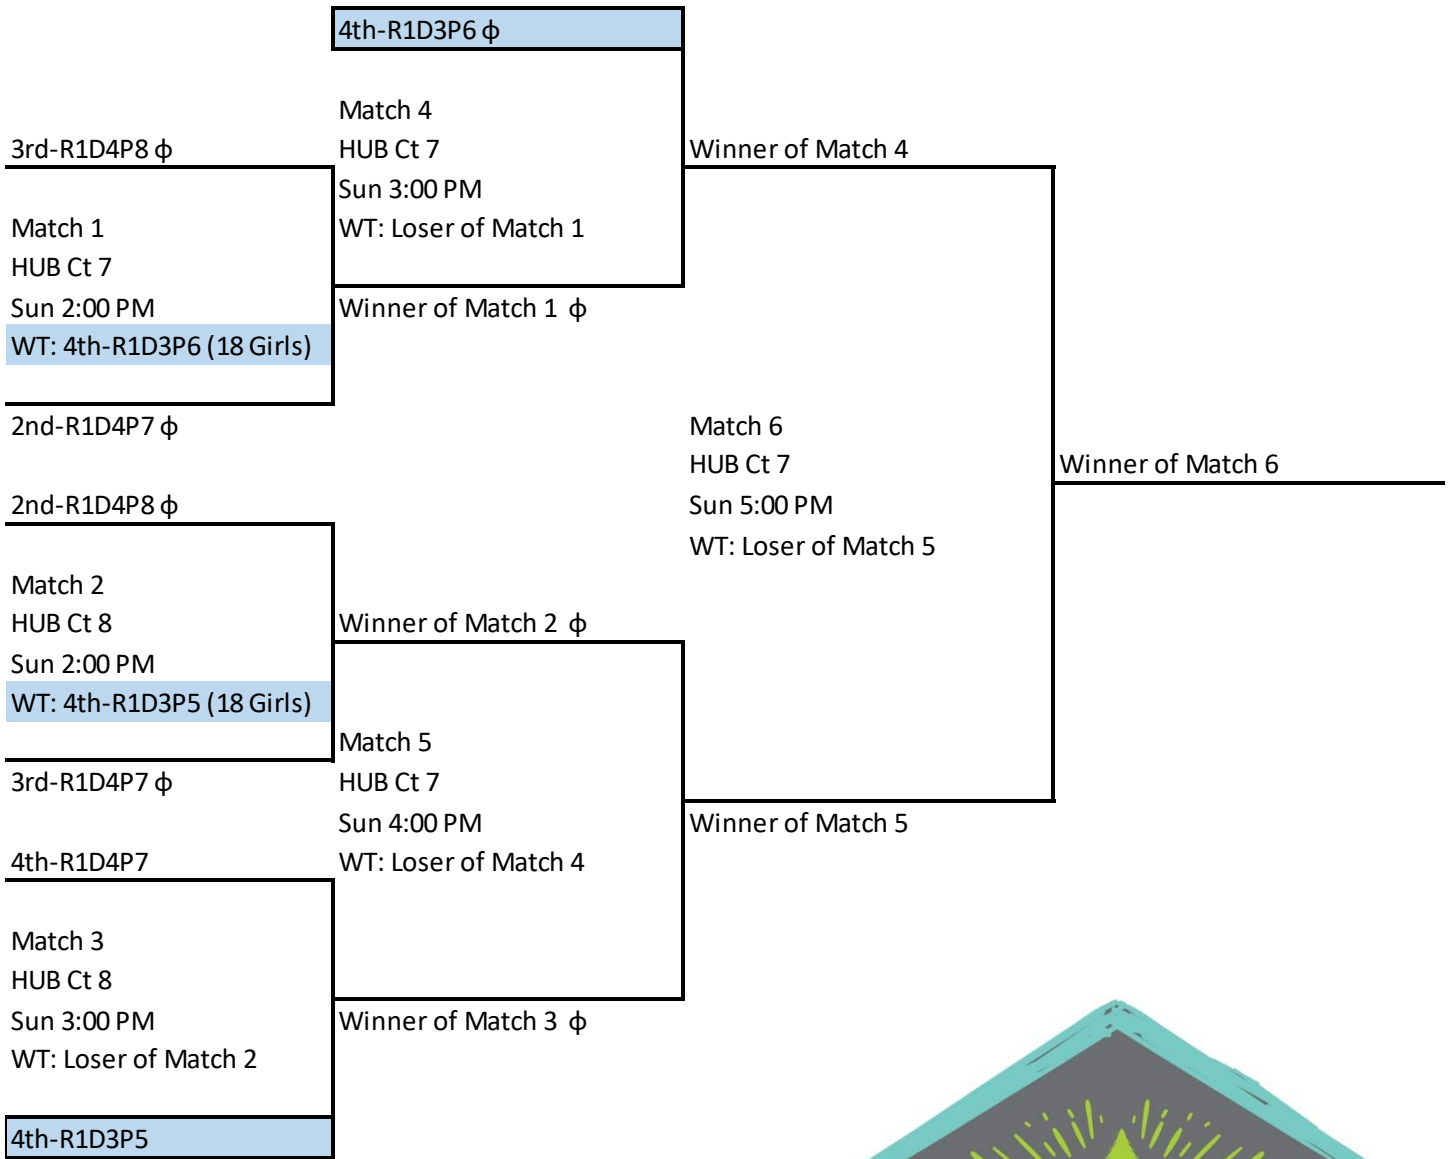 4th-R1D3P6 ϕ
Match 4
HUB Ct 7
Sun 3:00 PM
WT: Loser of Match 1
3rd-R1D4P8 ϕ
Match 1
HUB Ct 7
Sun 2:00 PM
WT: 4th-R1D3P6 (18 Girls)
2nd-R1D4P7 ϕ
Winner of Match 1 ϕ
Winner of Match 4
2nd-R1D4P8 ϕ
Match 2
HUB Ct 8
Sun 2:00 PM
WT: 4th-R1D3P5 (18 Girls)
3rd-R1D4P7 ϕ
Winner of Match 2 ϕ
Match 5
HUB Ct 7
Sun 4:00 PM
WT: Loser of Match 4
4th-R1D4P7
Match 3
HUB Ct 8
Sun 3:00 PM
WT: Loser of Match 2
4th-R1D3P5
Winner of Match 3 ϕ
Match 6
HUB Ct 7
Sun 5:00 PM
WT: Loser of Match 5
Winner of Match 5
Winner of Match 6